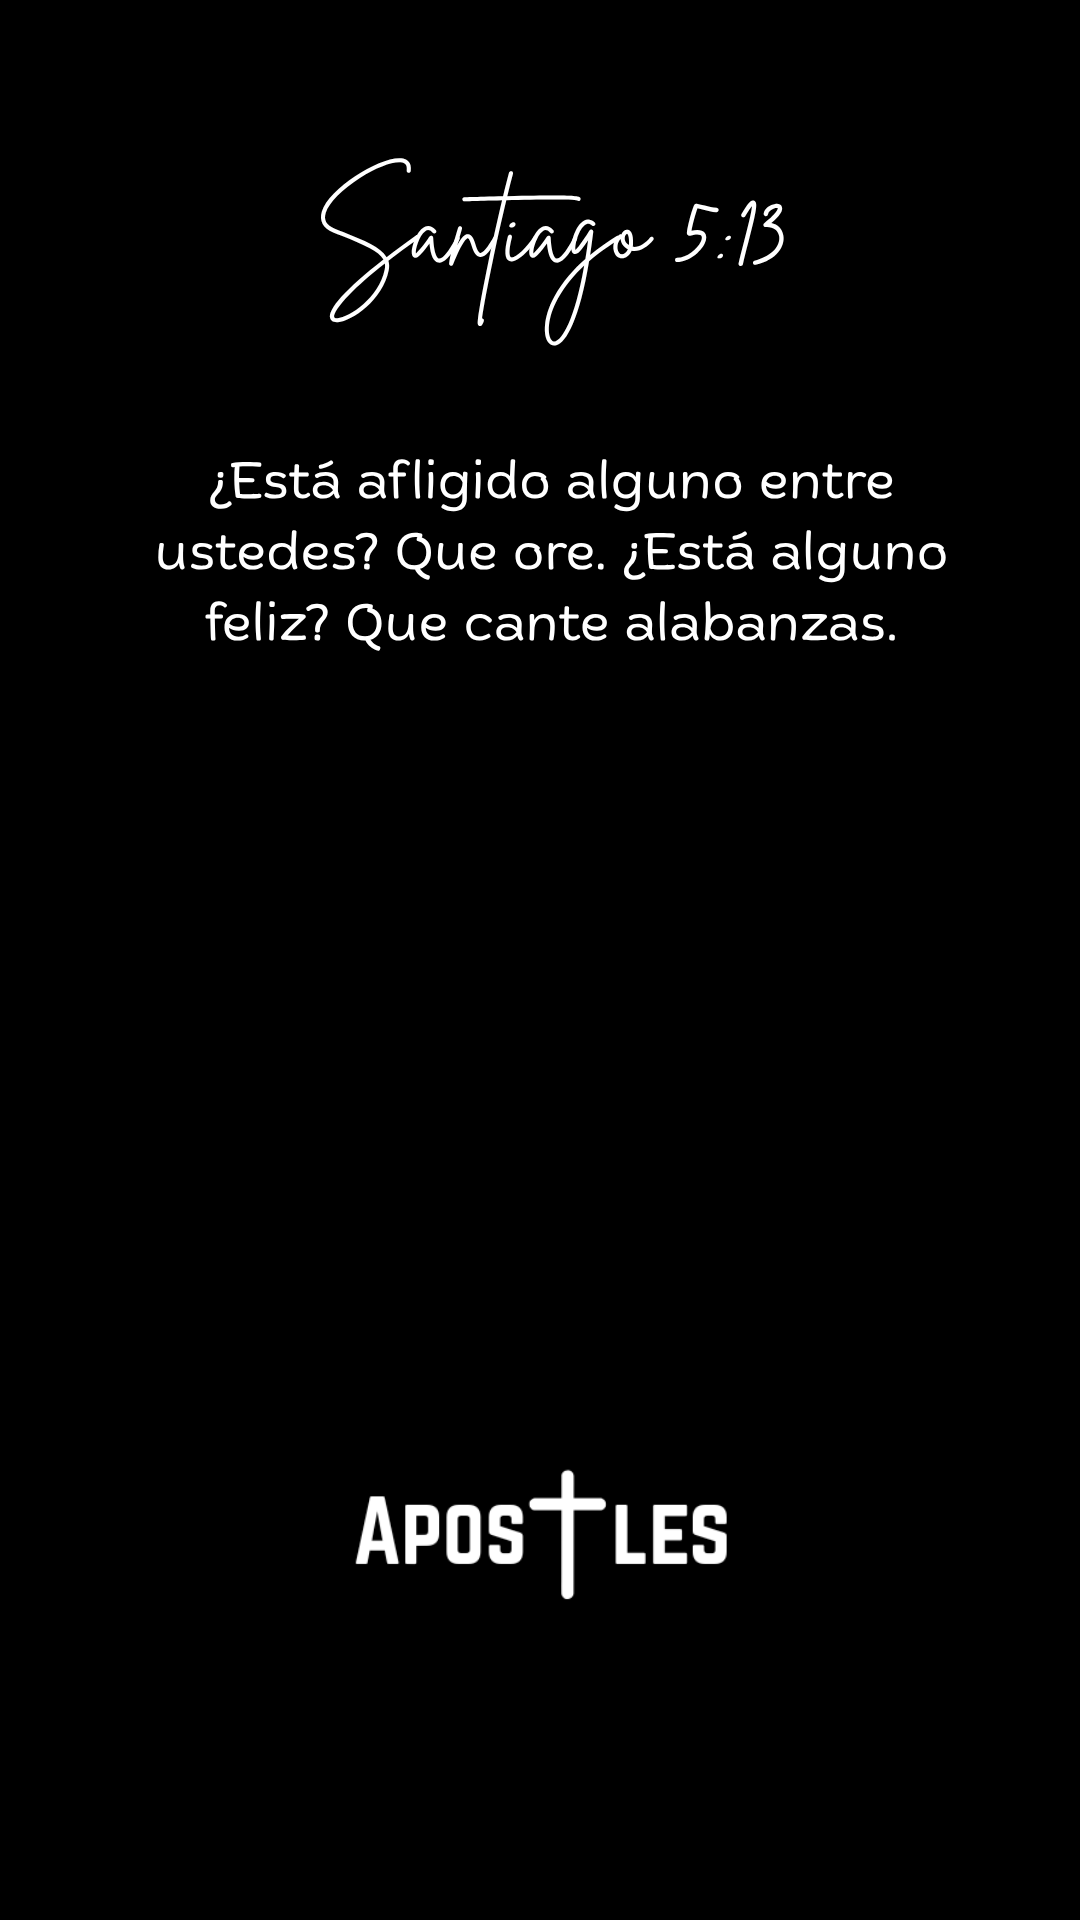 Santiago 5:13
¿Está afligido alguno entre
ustedes? Que ore. ¿Está alguno
feliz? Que cante alabanzas.
APOSTLES